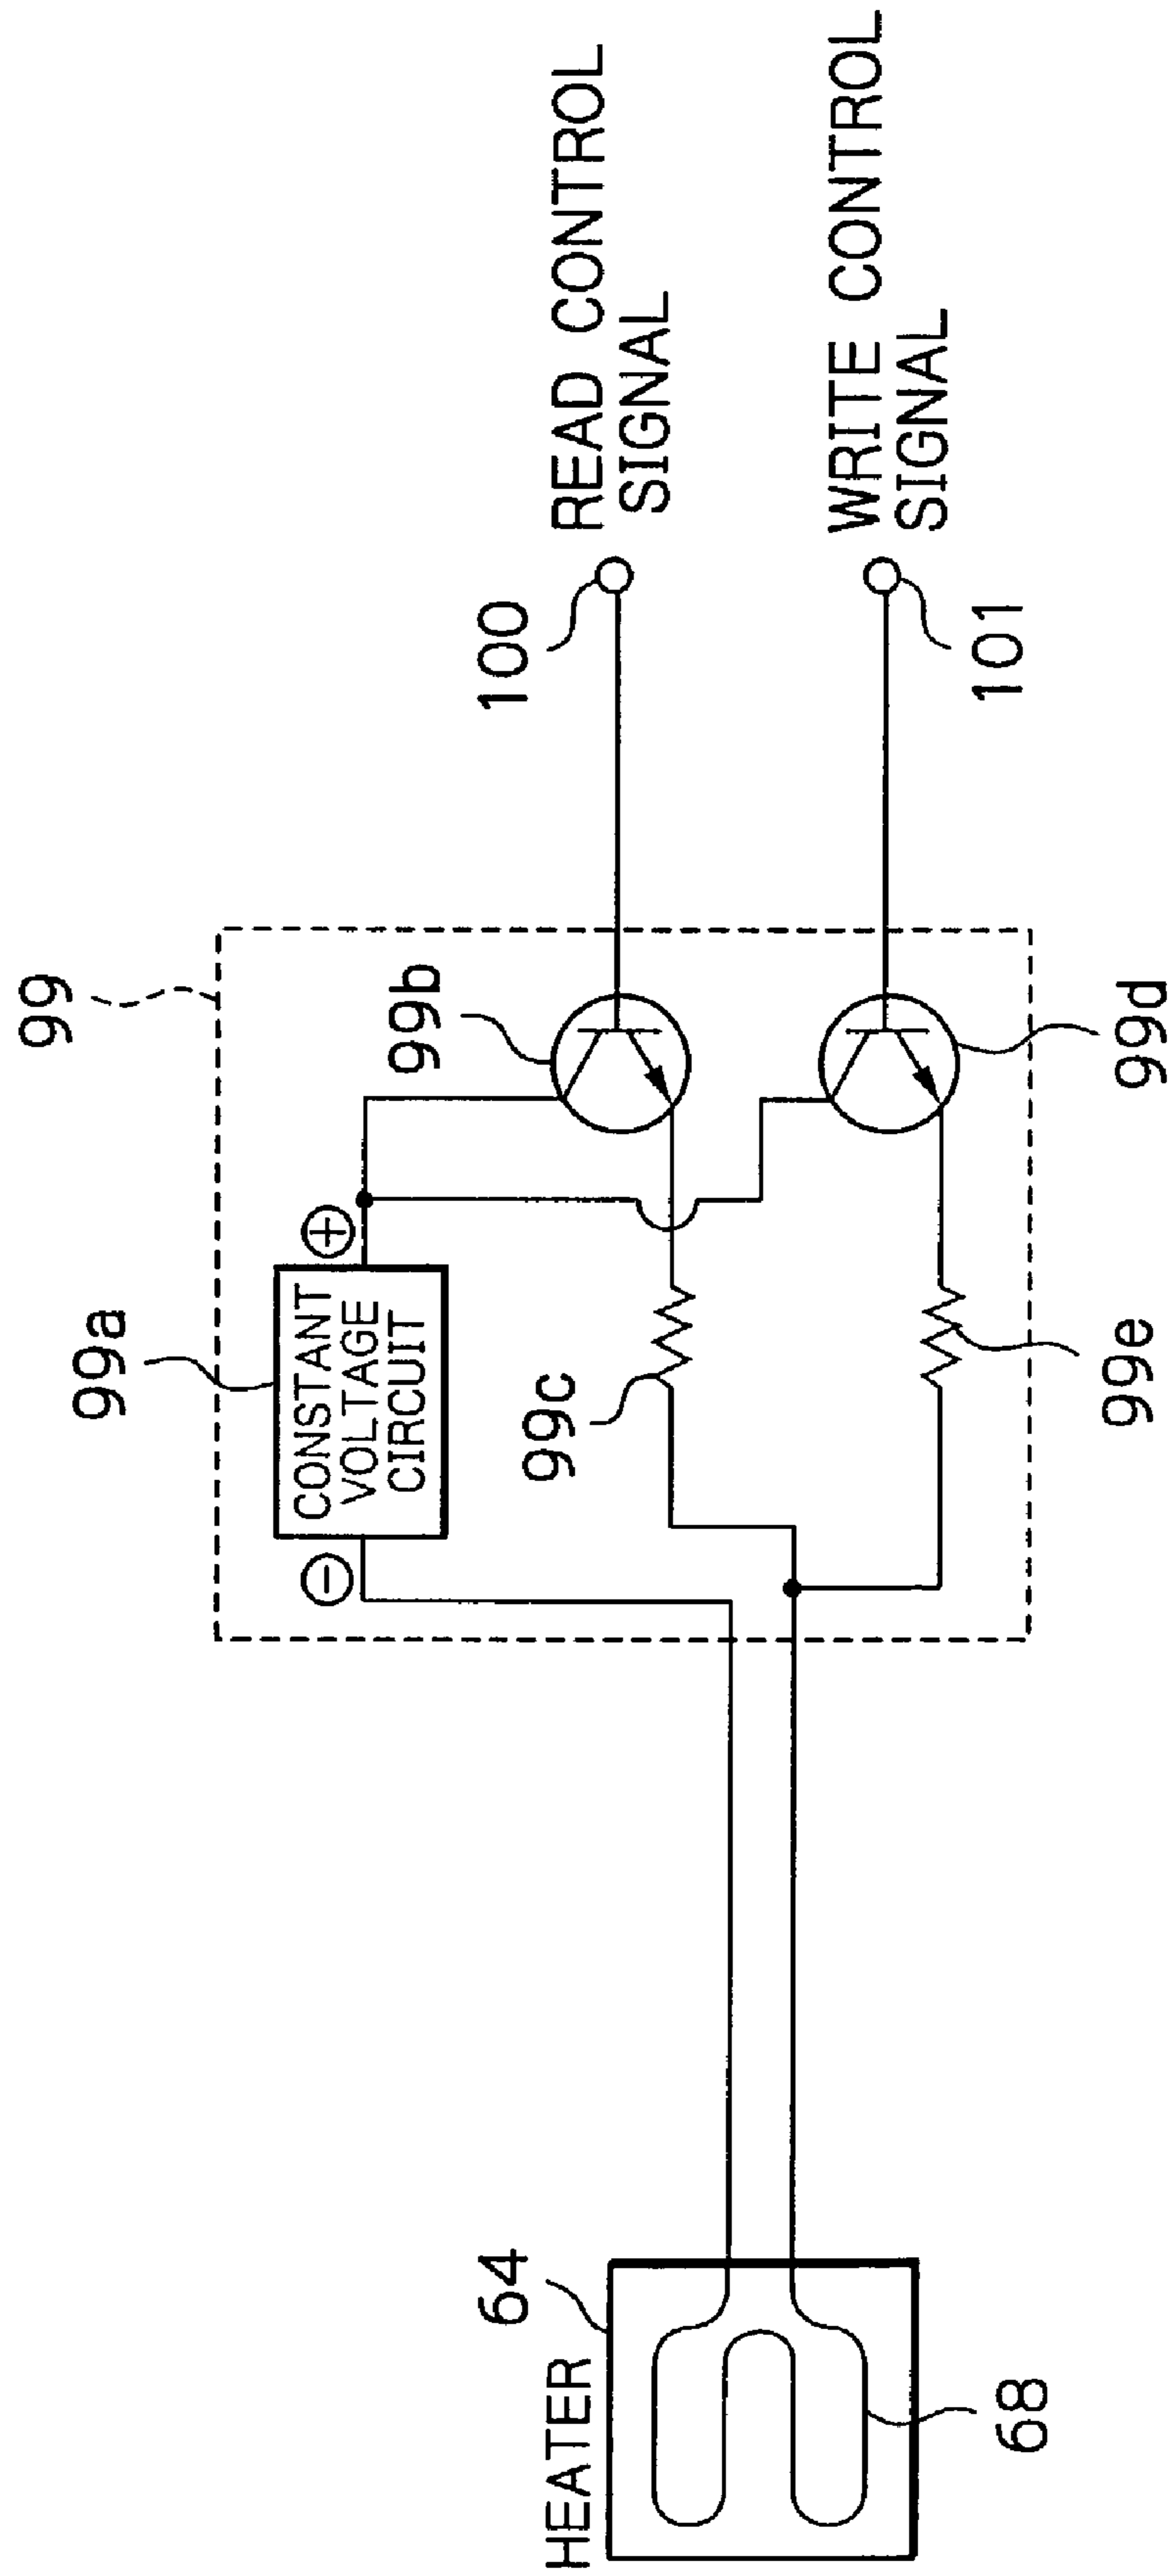 99
99a
CONSTANT
VOLTAGE
CIRCUIT
⊖
⊕
99b
99c
100
READ CONTROL
SIGNAL
HEATER
64
68
99e
99d
101
WRITE CONTROL
SIGNAL